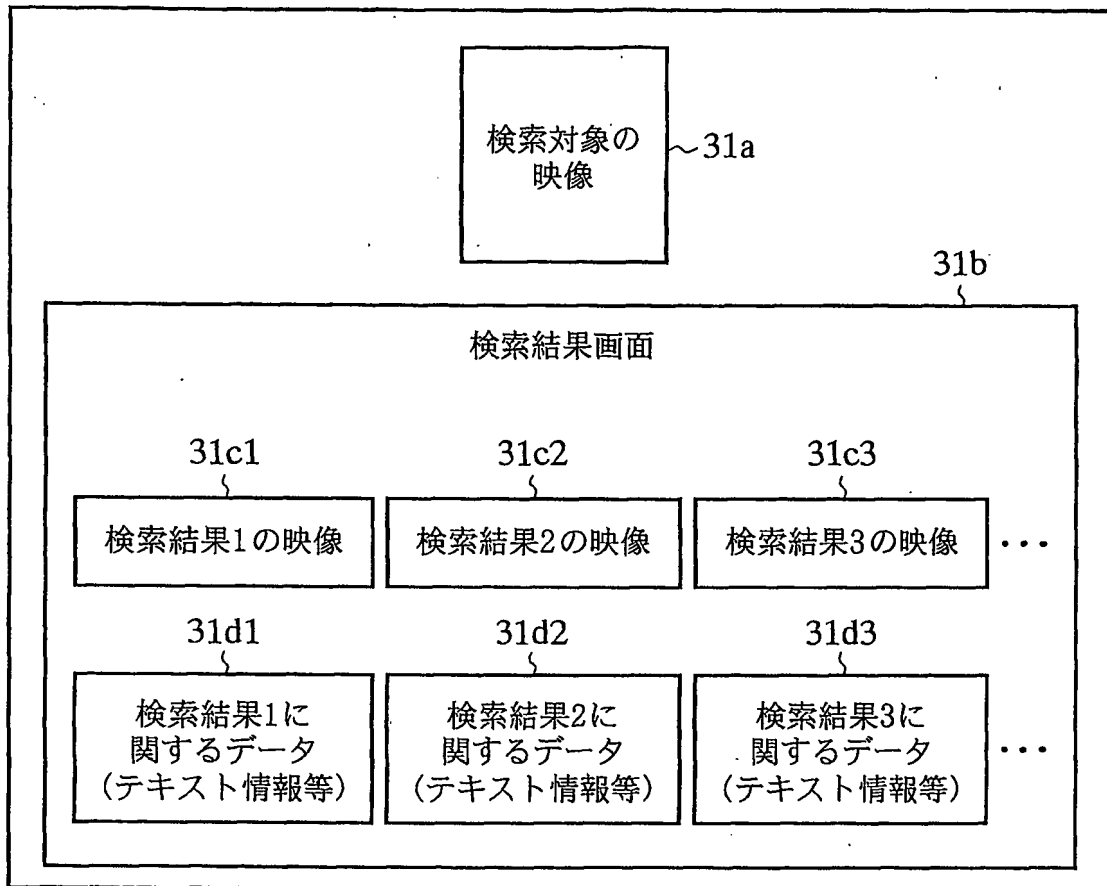 検索対象の
映像
31a
31b
検索結果画面
31c1 31c2 31c3
検索結果1の映像 検索結果2の映像 検索結果3の映像 ・・・
31d1 31d2 31d3
検索結果1に 検索結果2に 検索結果3に
関するデータ 関するデータ 関するデータ ・・・
(テキスト情報等) (テキスト情報等) (テキスト情報等)